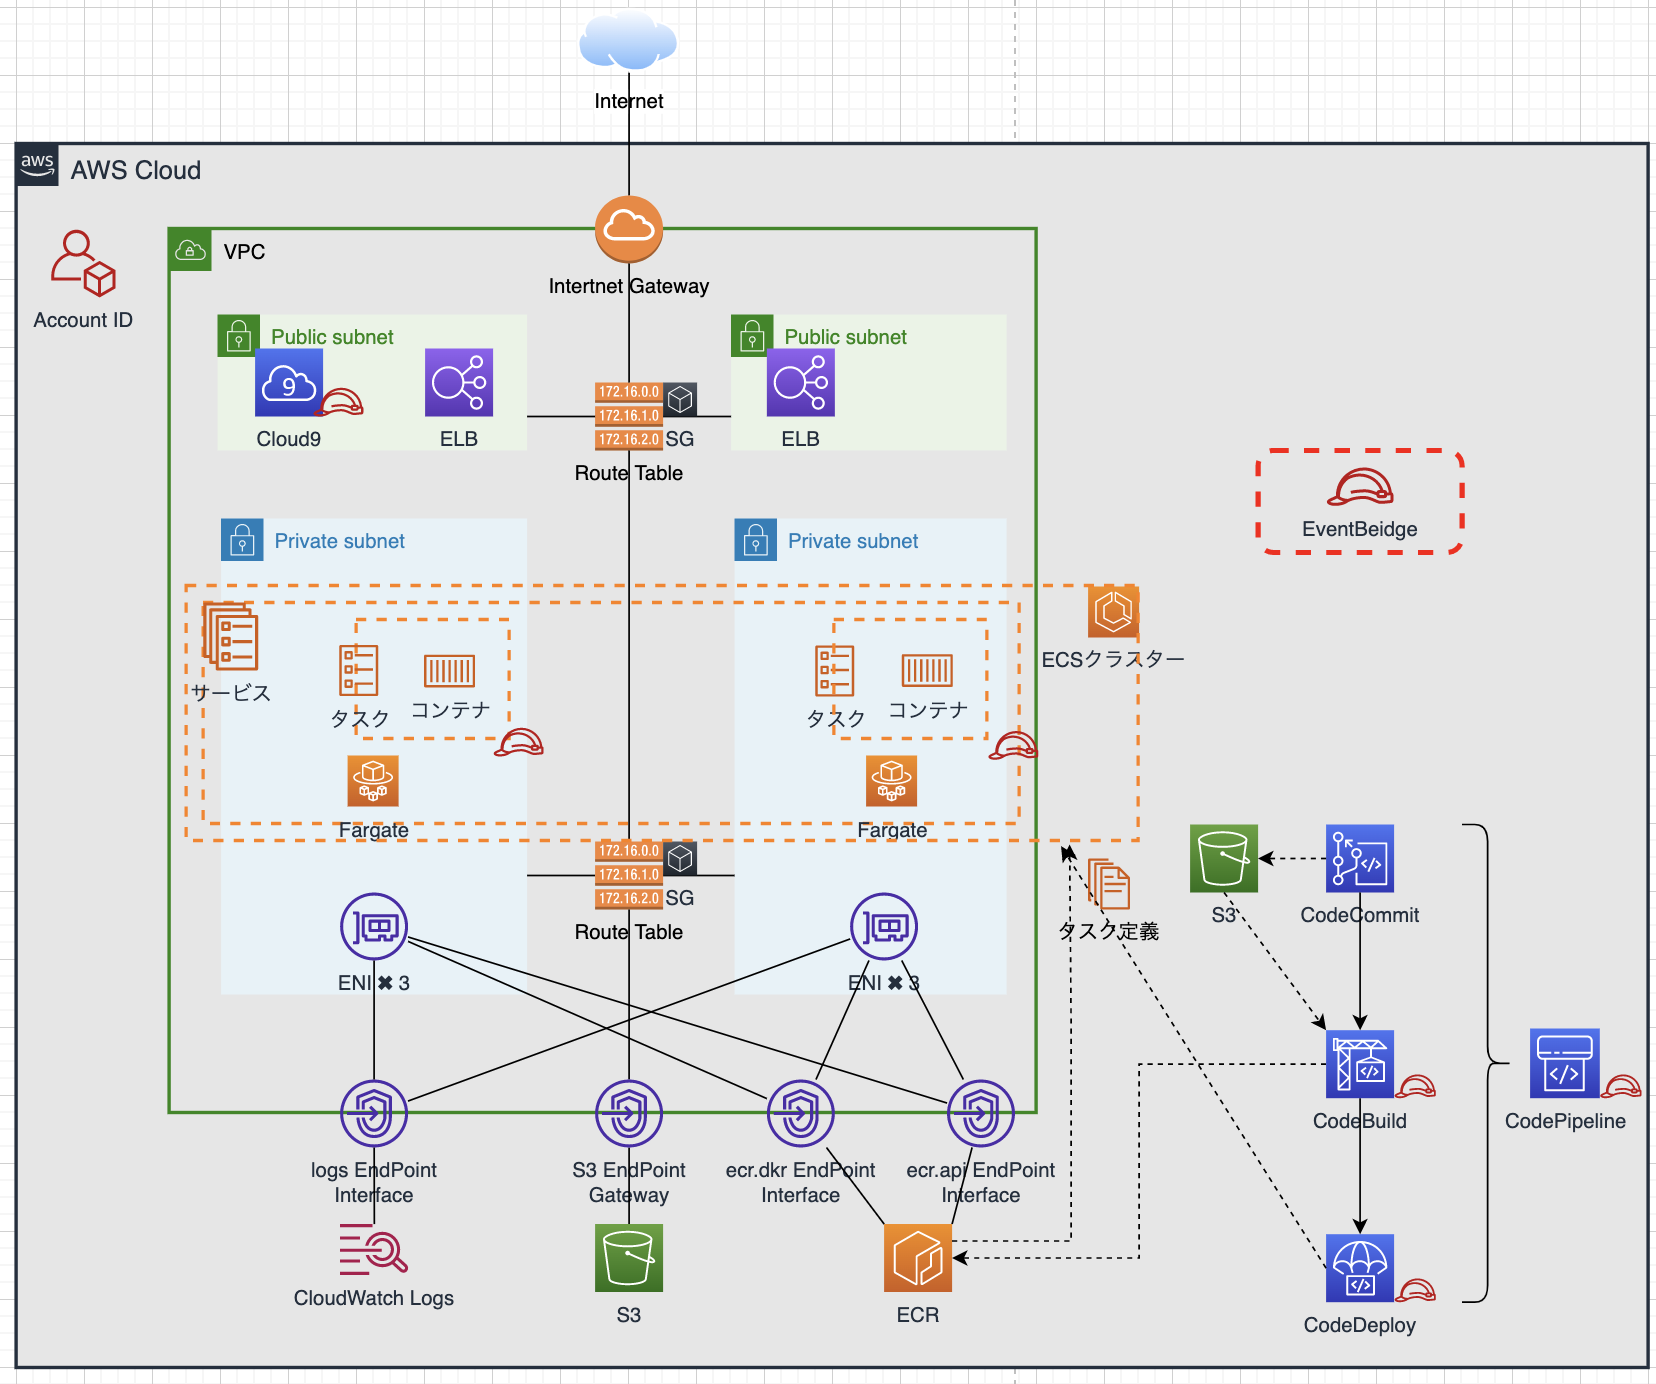 Internet
aws
AWS Cloud
VPC
Account ID
Intertnet Gateway
Public subnet
Public subnet
9
Cloud9
ELB
172.16.0.0
172.16.1.0
172.16.2.0
SG
Route Table
ELB
EventBeidge
Private subnet
Private subnet
サービス
タスク
コンテナ
Fargate
タスク
コンテナ
Fargate
ECSクラスター
172.16.0.0
172.16.1.0
172.16.2.0
SG
Route Table
タスク定義
S3
CodeCommit
ENI ✖ 3
ENI ✖ 3
CodeBuild
CodePipeline
logs EndPoint
Interface
S3 EndPoint
Gateway
ecr.dkr EndPoint
Interface
ecr.api EndPoint
Interface
CloudWatch Logs
S3
ECR
CodeDeploy